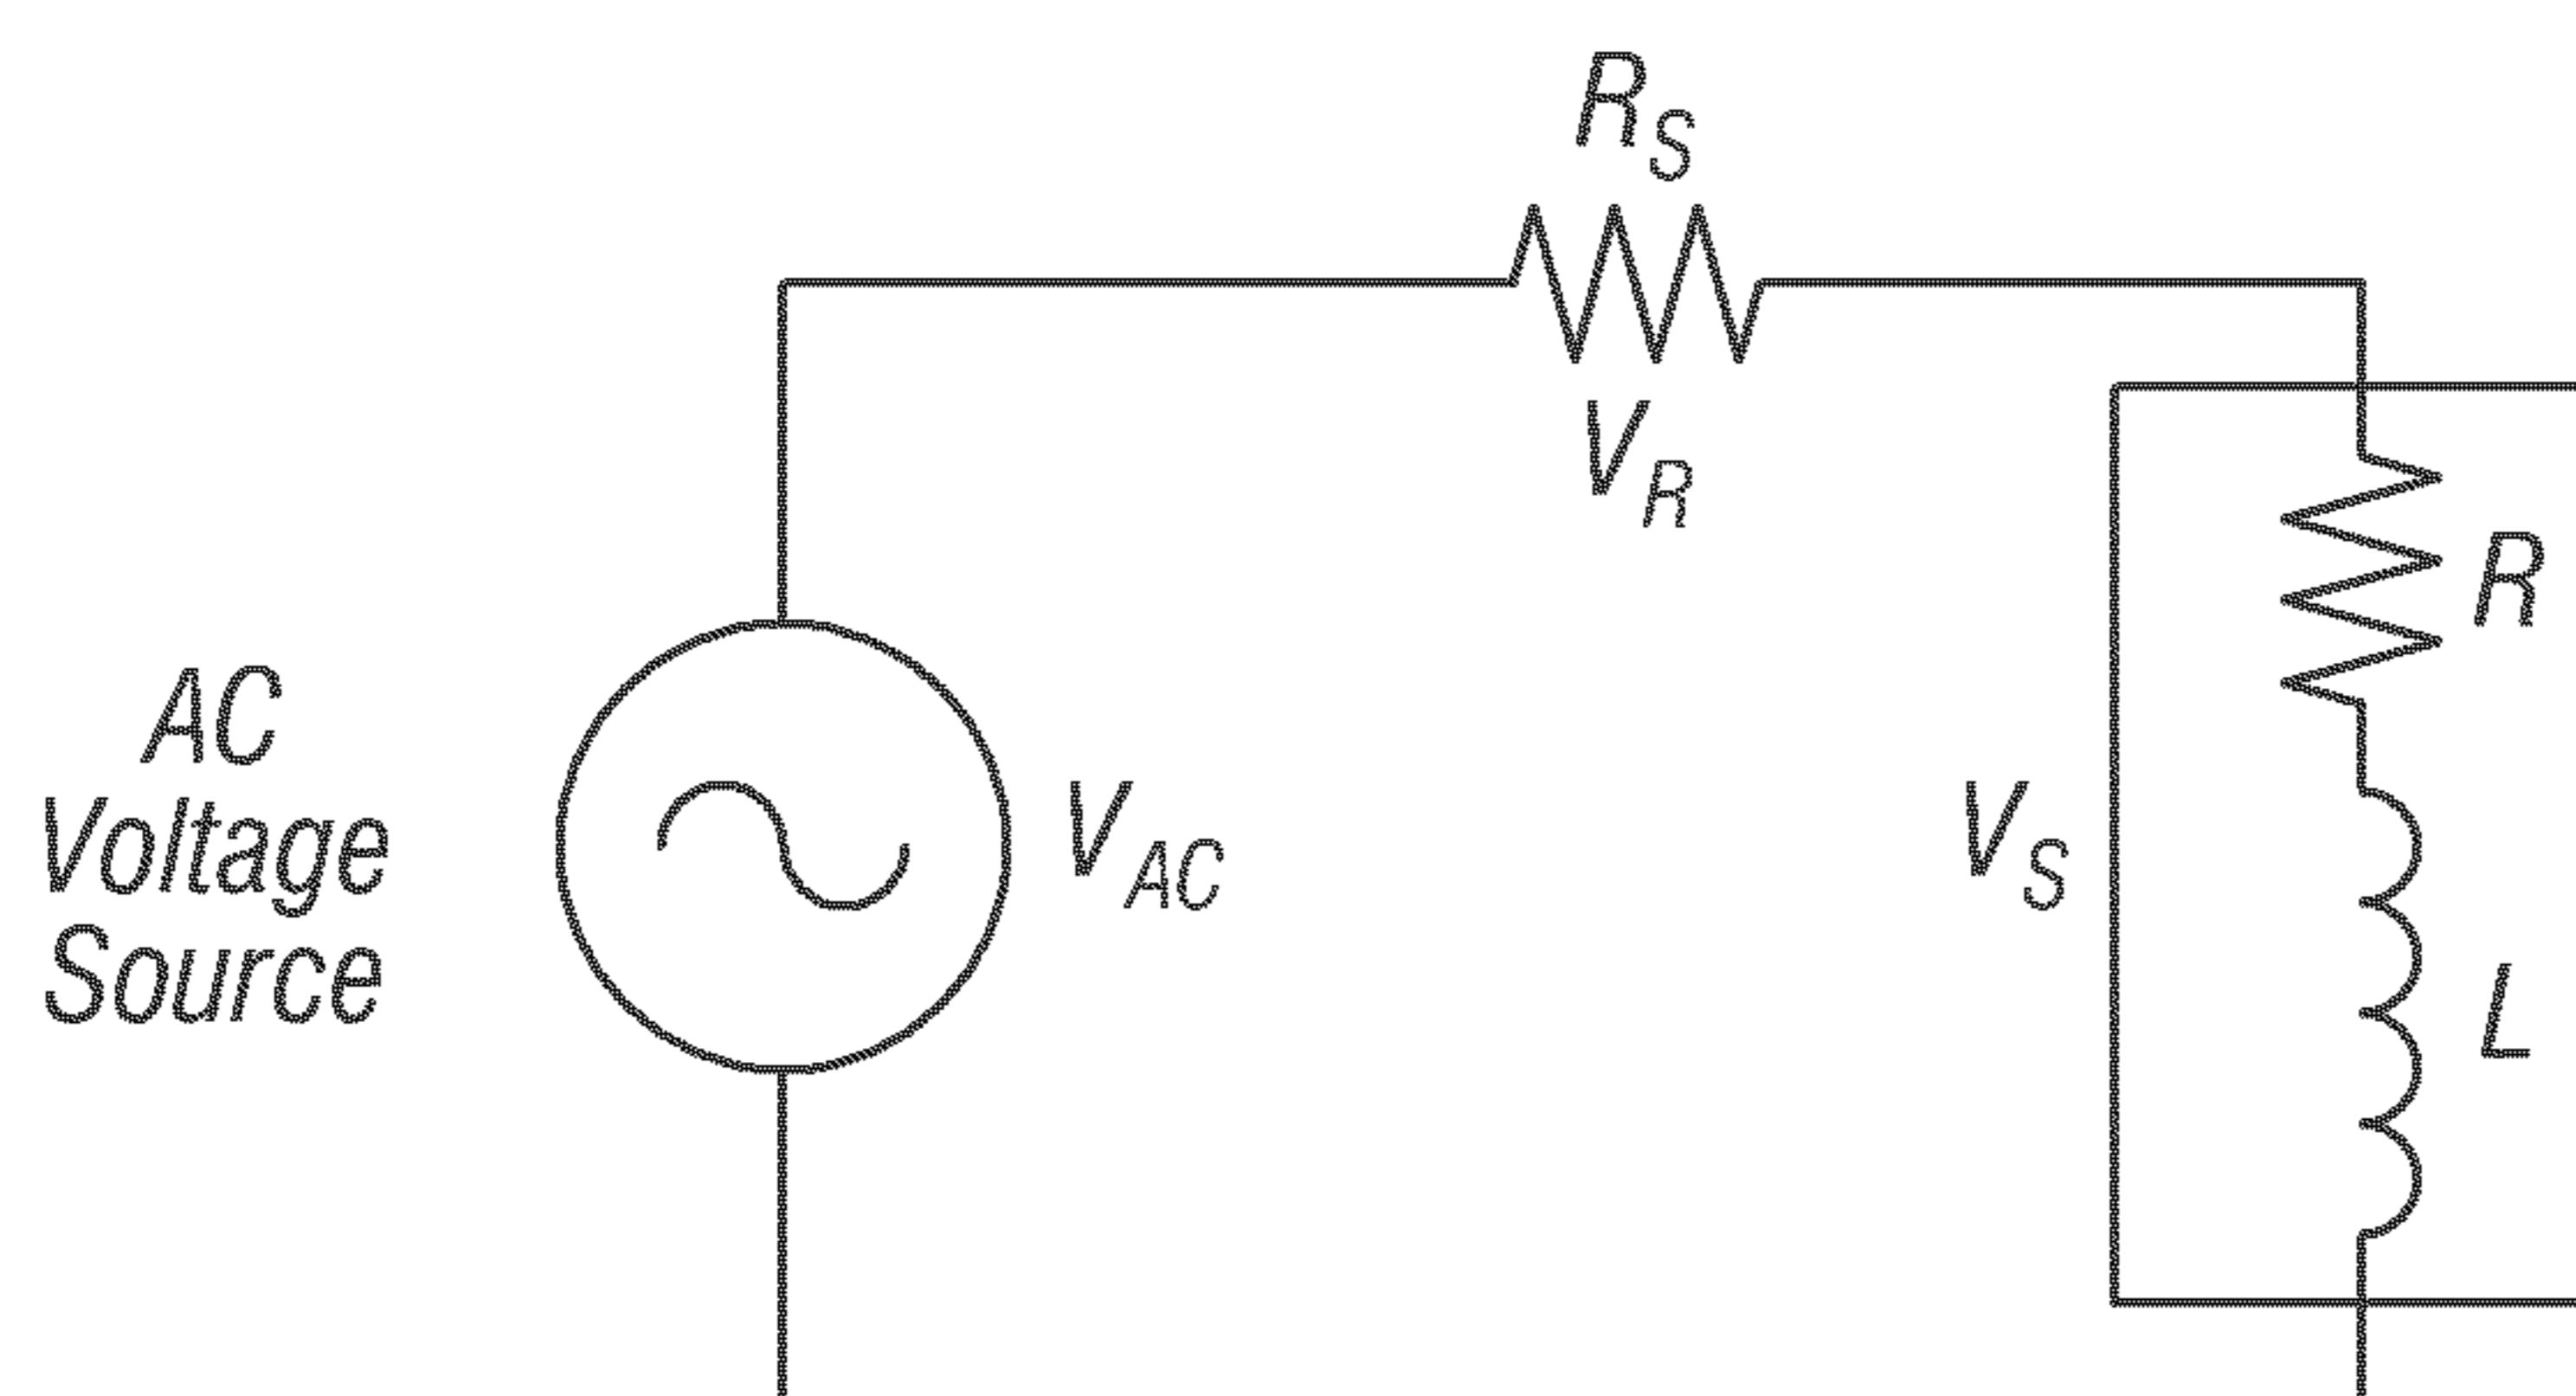 R_S
V_R
R
AC
Voltage
Source
V_AC
V_S
L